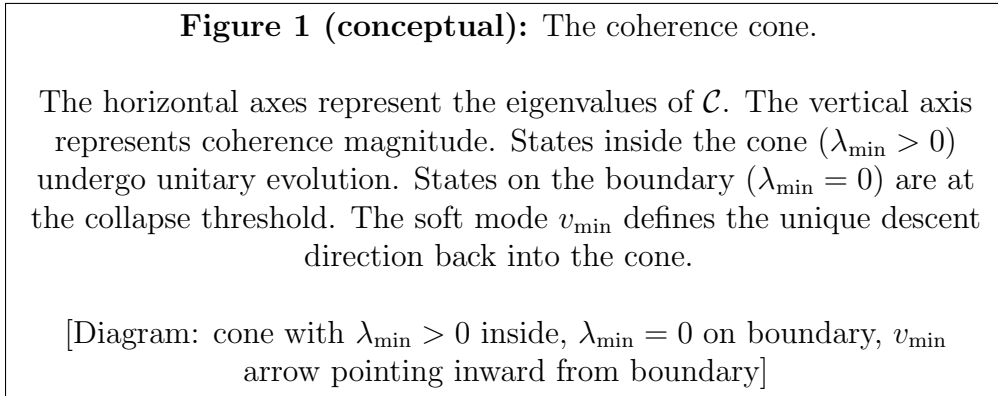 Figure 1 (conceptual): The coherence cone.
The horizontal axes represent the eigenvalues of 𝒞. The vertical axis
represents coherence magnitude. States inside the cone (λ_min > 0)
undergo unitary evolution. States on the boundary (λ_min = 0) are at
the collapse threshold. The soft mode v_min defines the unique descent
direction back into the cone.
[Diagram: cone with λ_min > 0 inside, λ_min = 0 on boundary, v_min
arrow pointing inward from boundary]